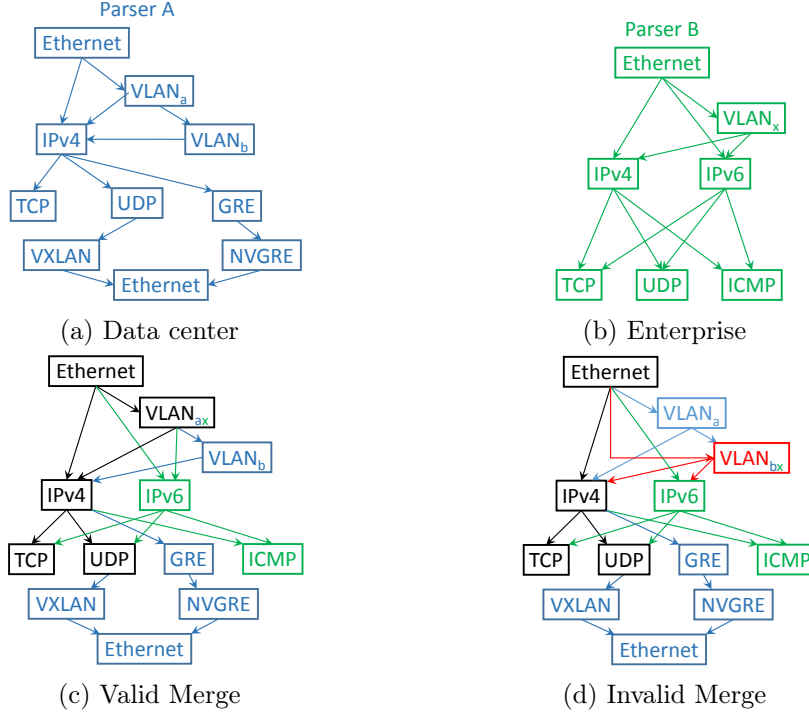 Parser A
Ethernet
VLANa
IPv4
VLANb
TCP
UDP
GRE
VXLAN
NVGRE
Ethernet
(a) Data center
Parser B
Ethernet
VLANx
IPv4
IPv6
TCP
UDP
ICMP
(b) Enterprise
Ethernet
VLANax
VLANb
IPv4
IPv6
TCP
UDP
GRE
ICMP
VXLAN
NVGRE
Ethernet
(c) Valid Merge
Ethernet
VLANa
VLANbx
IPv4
IPv6
TCP
UDP
GRE
ICMP
VXLAN
NVGRE
Ethernet
(d) Invalid Merge